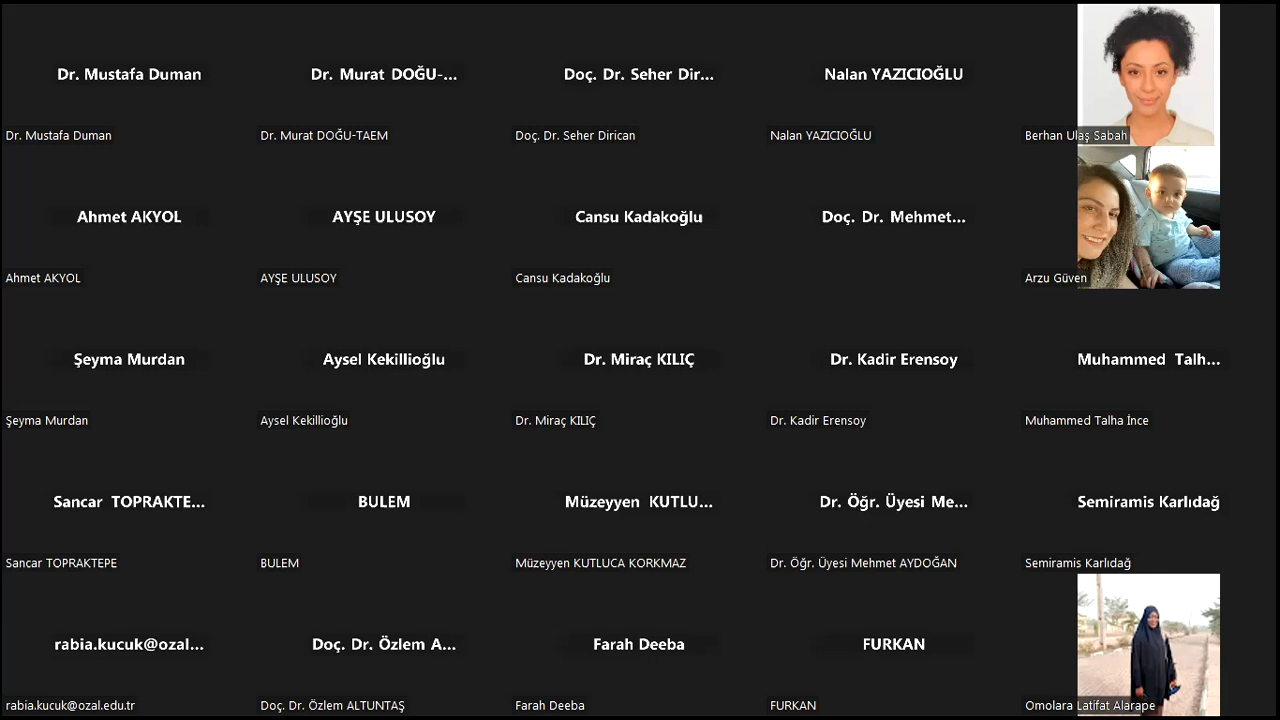 Dr. Mustafa Duman
Dr. Murat DOĞU-...
Doç. Dr. Seher Dir...
Nalan YAZICIOĞLU
Dr. Mustafa Duman
Dr. Murat DOĞU-TAEM
Doç. Dr. Seher Dirican
Nalan YAZICIOĞLU
Berhan Ulaş Sabah
Ahmet AKYOL
AYŞE ULUSOY
Cansu Kadakoğlu
Doç. Dr. Mehmet...
Ahmet AKYOL
AYŞE ULUSOY
Cansu Kadakoğlu
Arzu Güven
Şeyma Murdan
Aysel Kekillioğlu
Dr. Miraç KILIÇ
Dr. Kadir Erensoy
Muhammed Talh...
Şeyma Murdan
Aysel Kekillioğlu
Dr. Miraç KILIÇ
Dr. Kadir Erensoy
Muhammed Talha İnce
Sancar TOPRAKTE...
BULEM
Müzeyyen KUTLU...
Dr. Öğr. Üyesi Me...
Semiramis Karlıdağ
Sancar TOPRAKTEPE
BULEM
Müzeyyen KUTLUCA KORKMAZ
Dr. Öğr. Üyesi Mehmet AYDOĞAN
Semiramis Karlıdağ
rabia.kucuk@ozal...
Doç. Dr. Özlem A...
Farah Deeba
FURKAN
rabia.kucuk@ozal.edu.tr
Doç. Dr. Özlem ALTUNTAŞ
Farah Deeba
FURKAN
Omolara Latifat Alarape